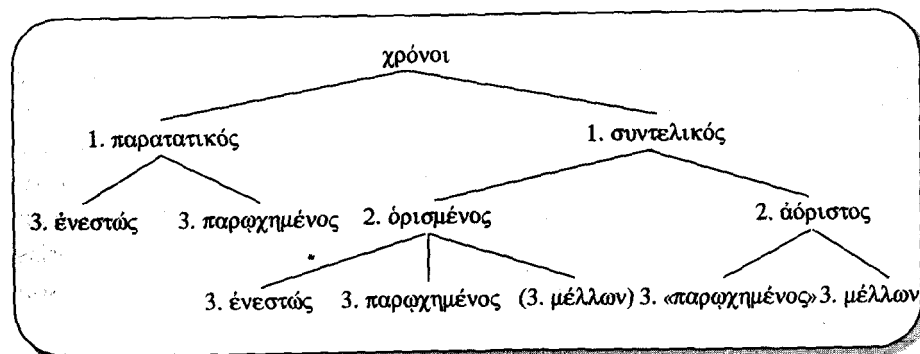 χρόνοι
1. παρατατικός 1. συντελικός
3. ἐνεστώς 3. παρῳχημένος 2. ὁρισμένος 2. ἀόριστος
3. ἐνεστώς 3. παρῳχημένος (3. μέλλων) 3. «παρῳχημένος» 3. μέλλων